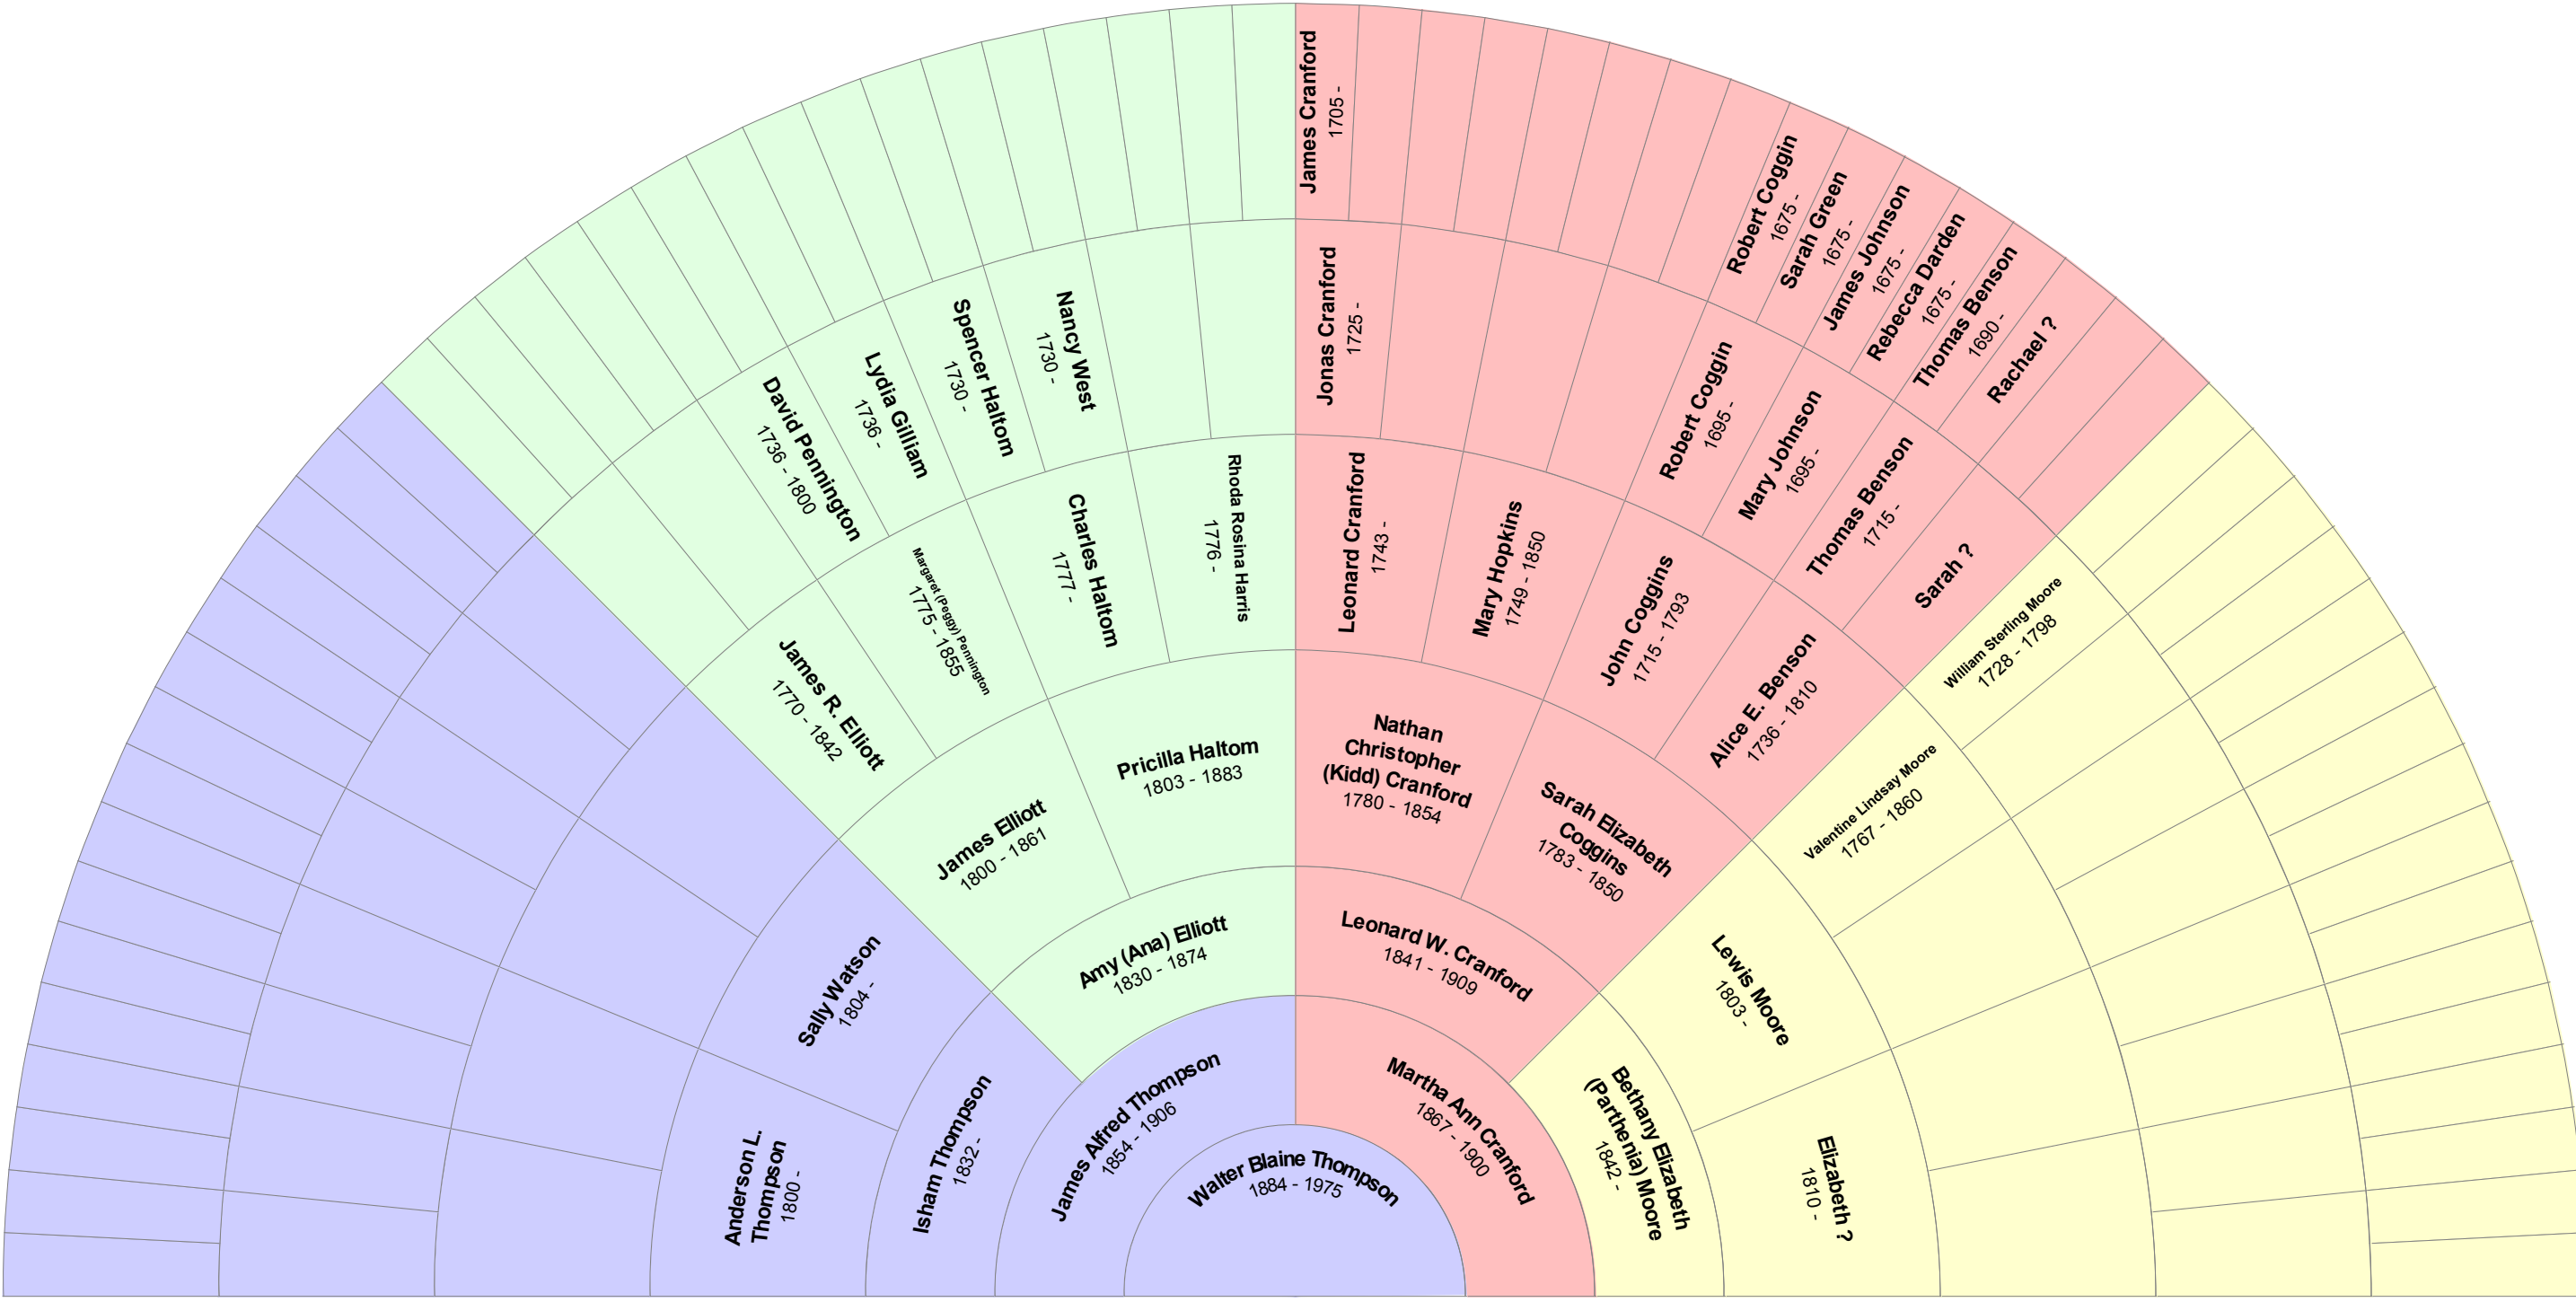 James Cranford
1705 -
Robert Coggin
1675 -
Sarah Green
1675 -
James Johnson
1675 -
Rebecca Darden
1675 -
Thomas Benson
1690 -
Rachael ?
David Pennington
1736 - 1800
Lydia Gilliam
1736 -
Spencer Haltom
1730 -
Nancy West
1730 -
Jonas Cranford
1725 -
Robert Coggin
1695 -
Mary Johnson
1695 -
Thomas Benson
1715 -
Sarah ?
William Sterling Moore
1728 - 1798
James R. Elliott
1770 - 1842
Margaret (Peggy) Pennington
1775 - 1855
Charles Haltom
1777 -
Rhoda Rosina Harris
1776 -
Leonard Cranford
1743 -
Mary Hopkins
1749 - 1850
John Coggins
1715 - 1793
Alice E. Benson
1736 - 1810
Valentine Lindsay Moore
1767 - 1860
Anderson L.
Thompson
1800 -
Sally Watson
1804 -
James Elliott
1800 - 1861
Pricilla Haltom
1803 - 1883
Nathan
Christopher
(Kidd) Cranford
1780 - 1854
Sarah Elizabeth
Coggins
1783 - 1850
Lewis Moore
1803 -
Elizabeth ?
1810 -
Isham Thompson
1832 -
Amy (Ana) Elliott
1830 - 1874
Leonard W. Cranford
1841 - 1909
Bethany Elizabeth
(Parthenia) Moore
1842 -
James Alfred Thompson
1854 - 1906
Martha Ann Cranford
1867 - 1900
Walter Blaine Thompson
1884 - 1975